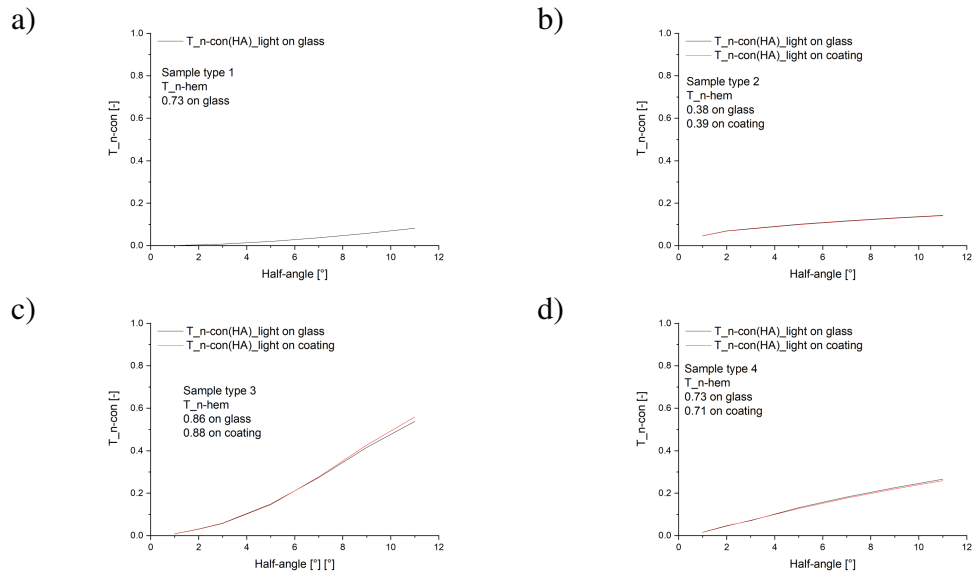 a)
T_n-con(HA)_light on glass
Sample type 1
T_n-hem
0.73 on glass
T_n-con [-]
1.0
0.8
0.6
0.4
0.2
0.0
0 2 4 6 8 10 12
Half-angle [°]
b)
T_n-con(HA)_light on glass
T_n-con(HA)_light on coating
Sample type 2
T_n-hem
0.38 on glass
0.39 on coating
T_n-con [-]
1.0
0.8
0.6
0.4
0.2
0.0
0 2 4 6 8 10 12
Half-angle [°]
c)
T_n-con(HA)_light on glass
T_n-con(HA)_light on coating
Sample type 3
T_n-hem
0.86 on glass
0.88 on coating
T_n-con [-]
1.0
0.8
0.6
0.4
0.2
0.0
0 2 4 6 8 10 12
Half-angle [°] [°]
d)
T_n-con(HA)_light on glass
T_n-con(HA)_light on coating
Sample type 4
T_n-hem
0.73 on glass
0.71 on coating
T_n-con [-]
1.0
0.8
0.6
0.4
0.2
0.0
0 2 4 6 8 10 12
Half-angle [°]